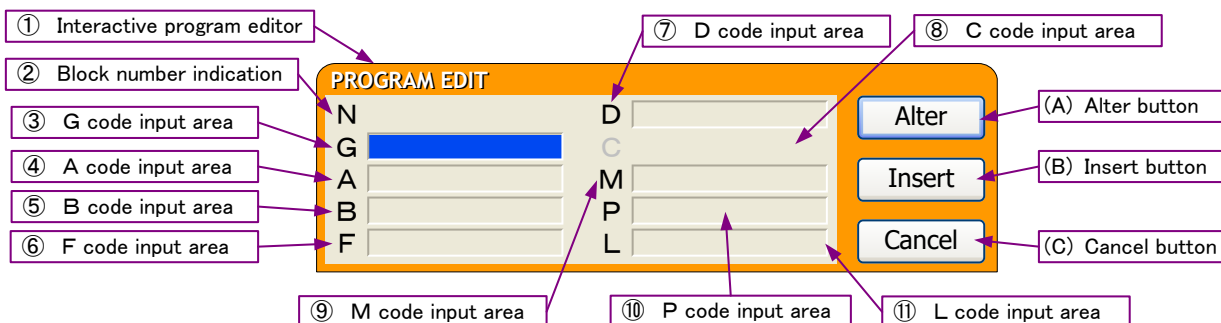 ① Interactive program editor
⑦ D code input area
⑧ C code input area
② Block number indication
PROGRAM EDIT
③ G code input area
④ A code input area
⑤ B code input area
⑥ F code input area
N
G
A
B
F
D
C
M
P
L
Alter
Insert
Cancel
(A) Alter button
(B) Insert button
(C) Cancel button
⑨ M code input area
⑩ P code input area
⑪ L code input area